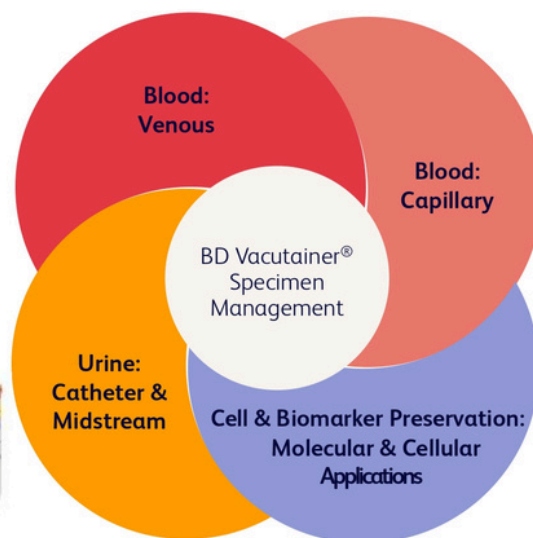 Blood:
Venous
Blood:
Capillary
BD Vacutainer®
Specimen
Management
Urine:
Catheter &
Midstream
Cell & Biomarker Preservation:
Molecular & Cellular
Applications